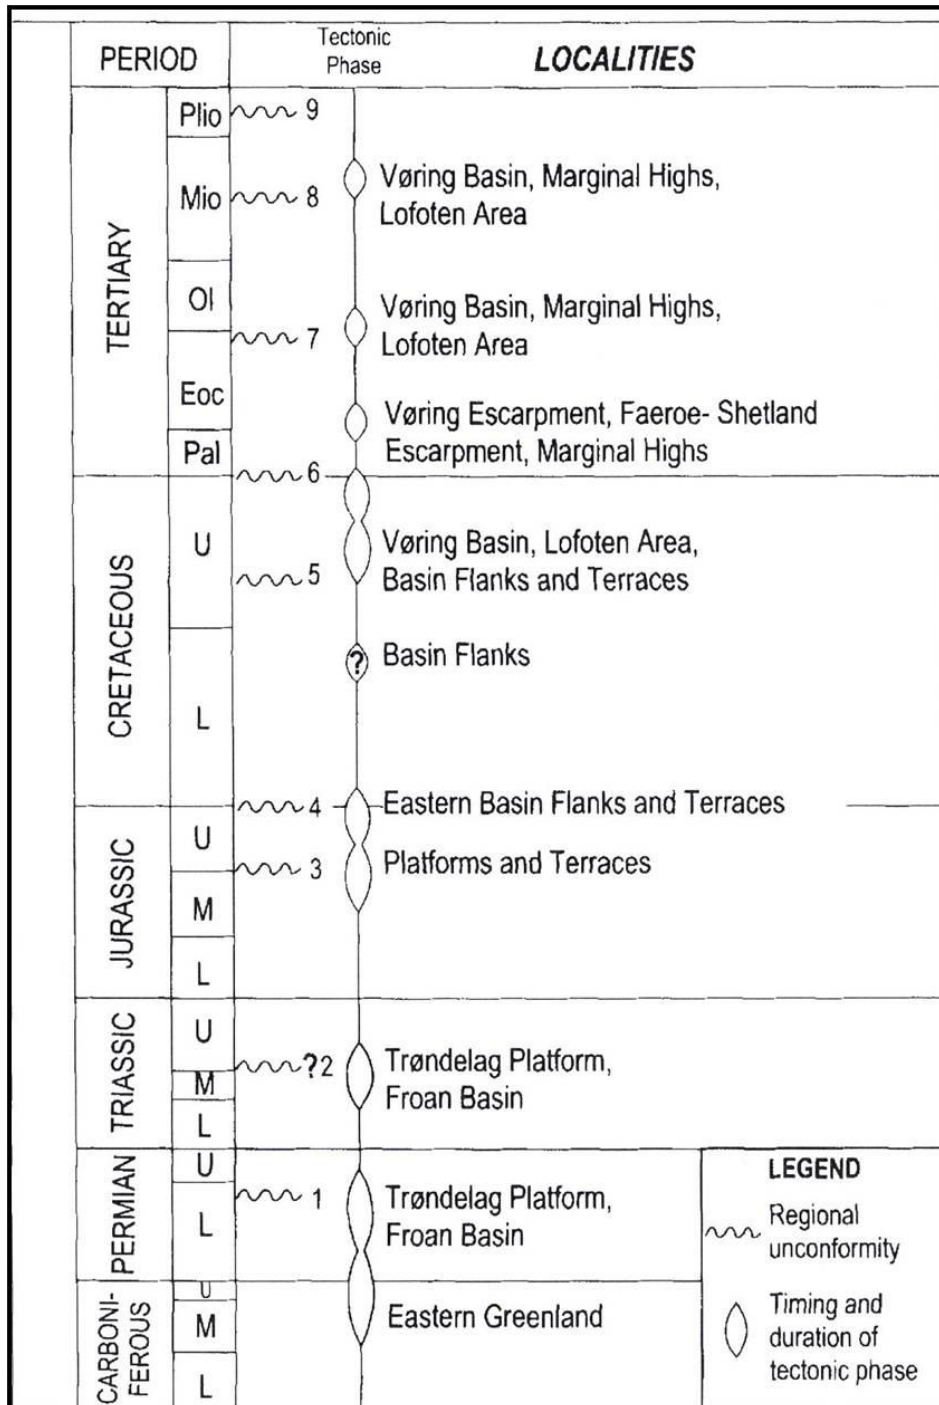 PERIOD
Tectonic
Phase
LOCALITIES
TERTIARY
Plio
9
Mio
8
Vøring Basin, Marginal Highs,
Lofoten Area
Ol
7
Vøring Basin, Marginal Highs,
Lofoten Area
Eoc
Vøring Escarpment, Faeroe- Shetland
Escarpment, Marginal Highs
Pal
6
CRETACEOUS
U
5
Vøring Basin, Lofoten Area,
Basin Flanks and Terraces
? Basin Flanks
L
4
Eastern Basin Flanks and Terraces
JURASSIC
U
3
Platforms and Terraces
M
L
TRIASSIC
U
?2
Trøndelag Platform,
Froan Basin
M
L
PERMIAN
U
1
Trøndelag Platform,
Froan Basin
L
CARBONI-
FEROUS
U
M
Eastern Greenland
L
LEGEND
Regional
unconformity
Timing and
duration of
tectonic phase